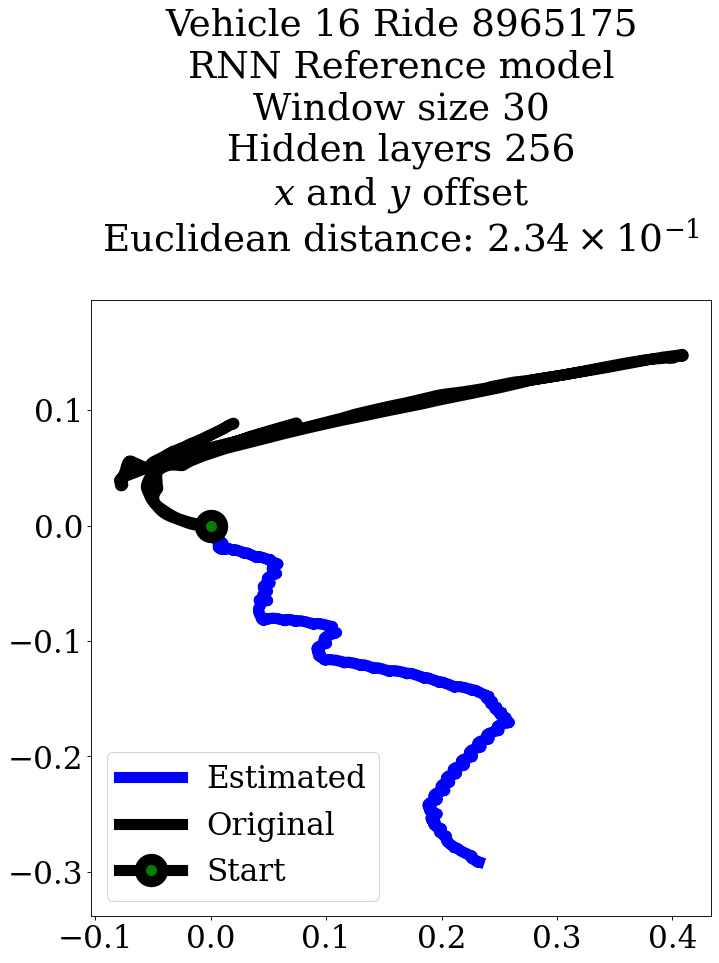 Vehicle 16 Ride 8965175
RNN Reference model
Window size 30
Hidden layers 256
x and y offset
Euclidean distance: 2.34 × 10⁻¹
0.1
0.0
−0.1
−0.2
−0.3
Estimated
Original
Start
−0.1 0.0 0.1 0.2 0.3 0.4